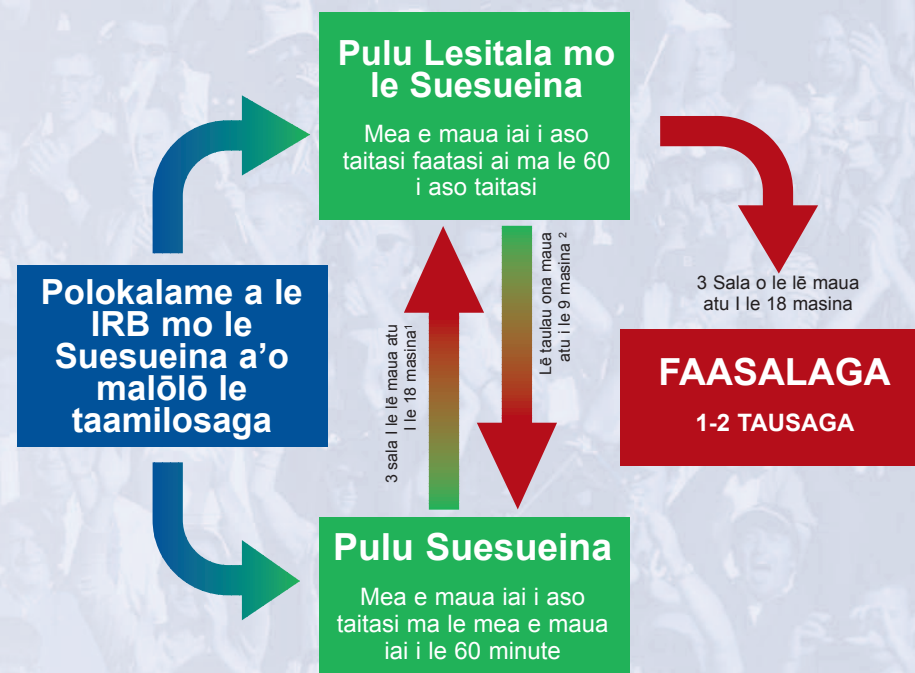 Pulu Lesitala mo
le Suesueina
Mea e maua iai i aso
taitasi faatasi ai ma le 60
i aso taitasi
Polokalame a le
IRB mo le
Suesueina a’o
malōlō le
taamilosaga
3 sala I le lē maua atu
I le 18 masina¹
Lē taulau ona maua
atu i le 9 masina ²
3 Sala o le lē maua
atu I le 18 masina
FAASALAGA
1-2 TAUSAGA
Pulu Suesueina
Mea e maua iai i aso
taitasi ma le mea e maua
iai i le 60 minute